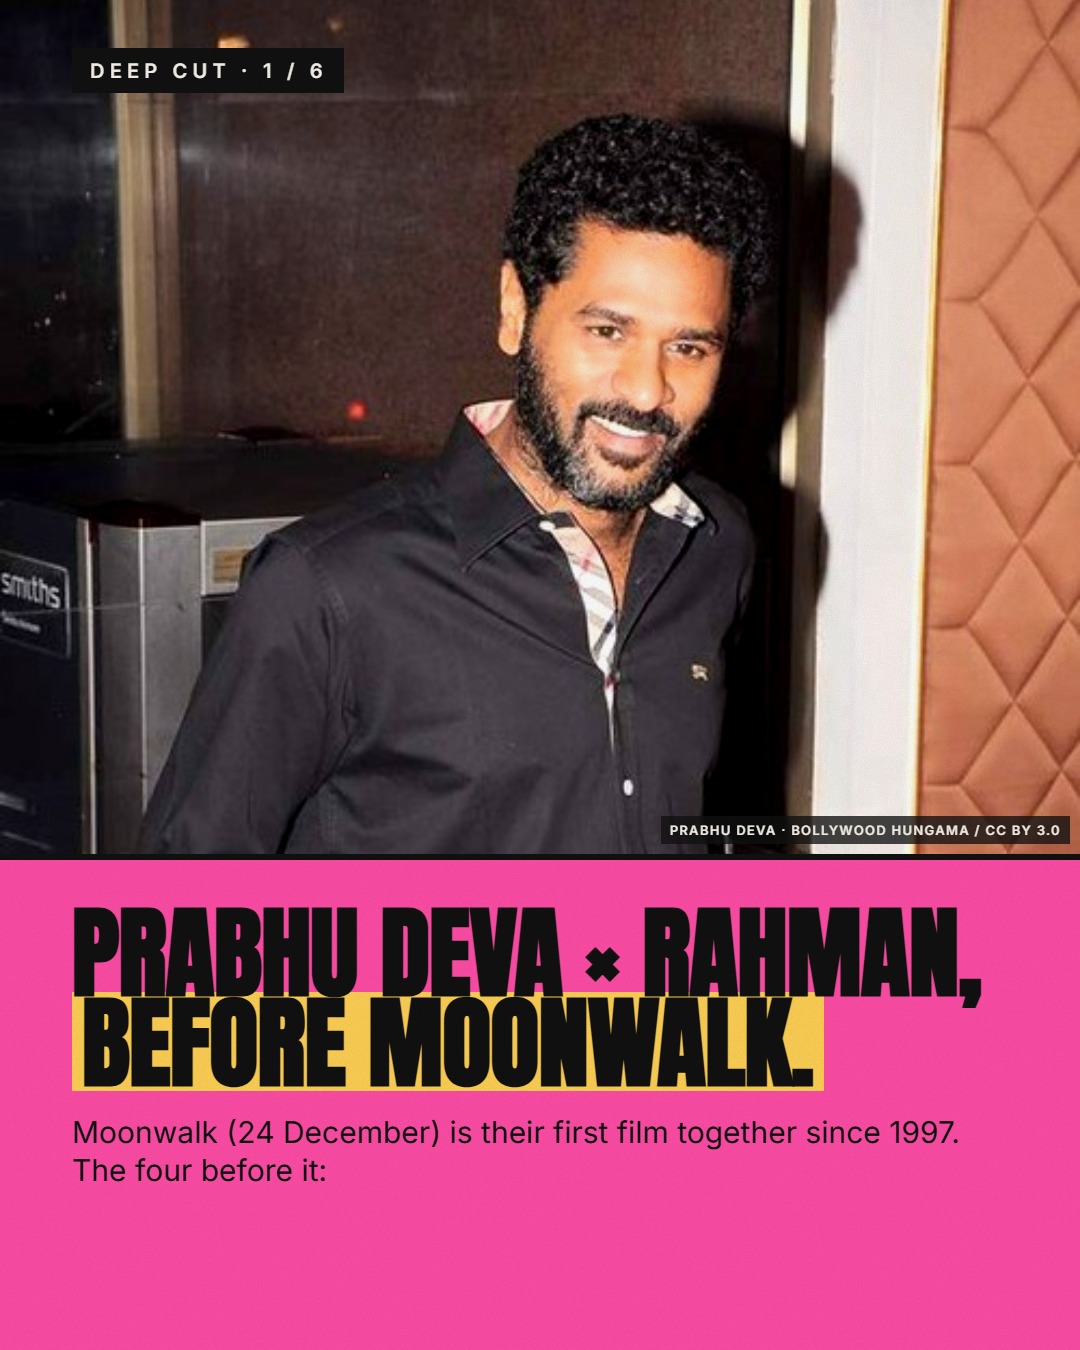 DEEP CUT · 1 / 6
smiths
PRABHU DEVA · BOLLYWOOD HUNGAMA / CC BY 3.0
PRABHU DEVA × RAHMAN,
BEFORE MOONWALK.
Moonwalk (24 December) is their first film together since 1997.
The four before it: